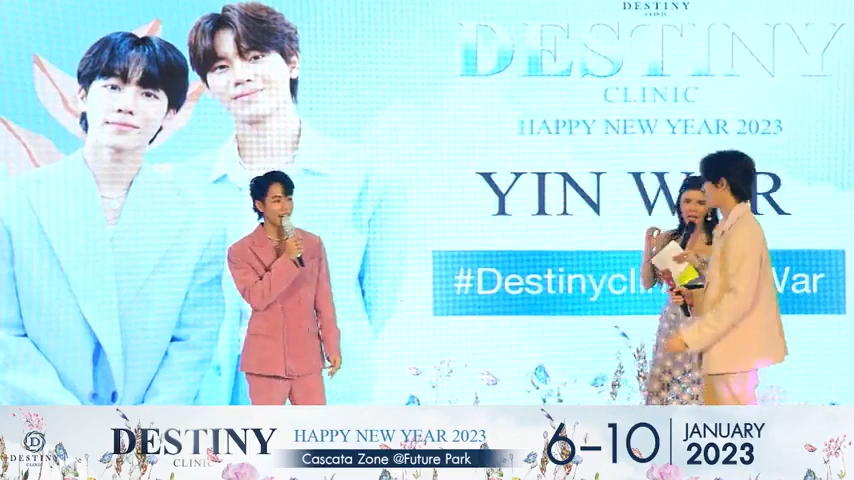 DESTINY
CLINIC
DESTINY
CLINIC
HAPPY NEW YEAR 2023
YIN W R
#Destinycli War
DESTINY
CLINIC
DESTINY
CLINIC
HAPPY NEW YEAR 2023
Cascata Zone @Future Park
6-10
JANUARY
2023